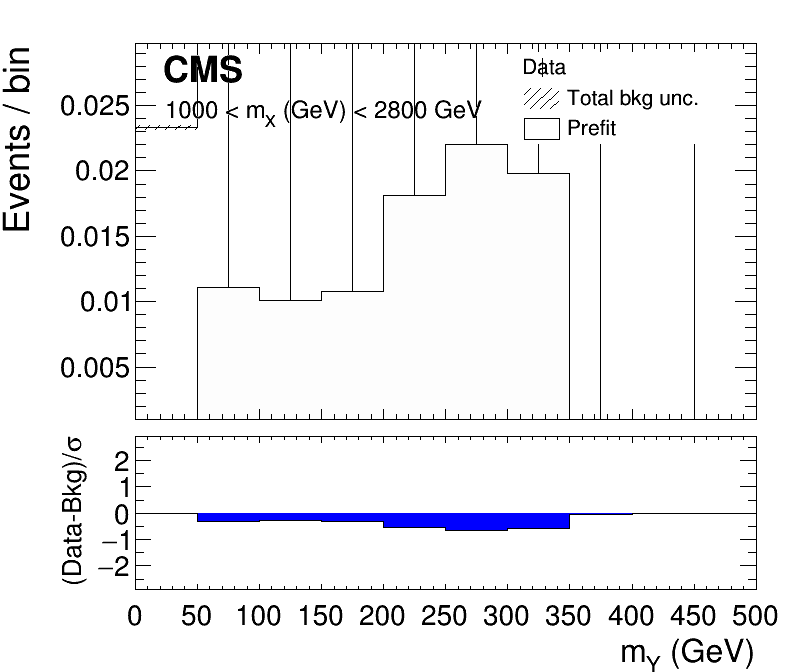 Events / bin
CMS
1000 < mX (GeV) < 2800 GeV
Data
Total bkg unc.
Prefit
0.025
0.02
0.015
0.01
0.005
(Data-Bkg)/σ
2
1
0
−1
−2
0 50 100 150 200 250 300 350 400 450 500
mY (GeV)